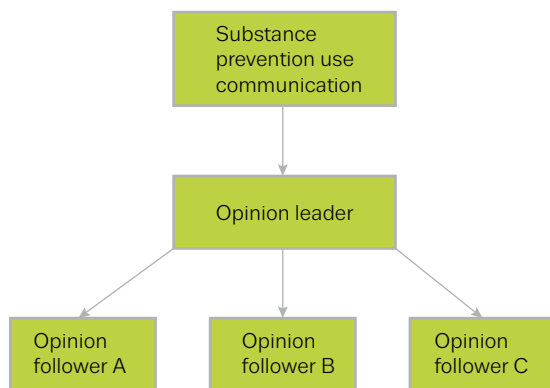 Substance
prevention use
communication
Opinion leader
Opinion
follower A
Opinion
follower B
Opinion
follower C